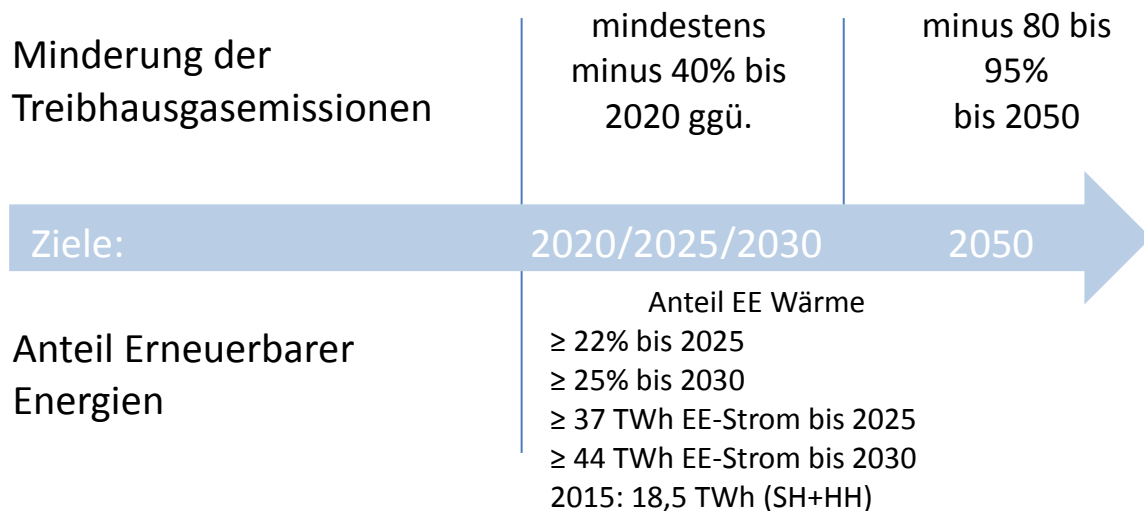 Minderung der
Treibhausgasemissionen
mindestens
minus 40% bis
2020 ggü.
minus 80 bis
95%
bis 2050
Ziele:
2020/2025/2030
2050
Anteil Erneuerbarer
Energien
Anteil EE Wärme
≥ 22% bis 2025
≥ 25% bis 2030
≥ 37 TWh EE-Strom bis 2025
≥ 44 TWh EE-Strom bis 2030
2015: 18,5 TWh (SH+HH)